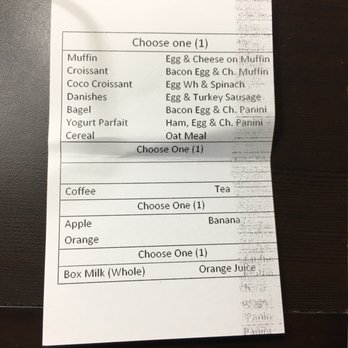 Choose one (1)
Muffin Egg & Cheese on Muffin
Croissant Bacon Egg & Ch. Muffin
Coco Croissant Egg Wh & Spinach
Danishes Egg & Turkey Sausage
Bagel Bacon Egg & Ch. Panini
Yogurt Parfait Ham, Egg & Ch. Panini
Cereal Oat Meal
Choose One (1)
Coffee Tea
Choose One (1)
Apple Banana
Orange
Choose One (1)
Box Milk (Whole) Orange Juice